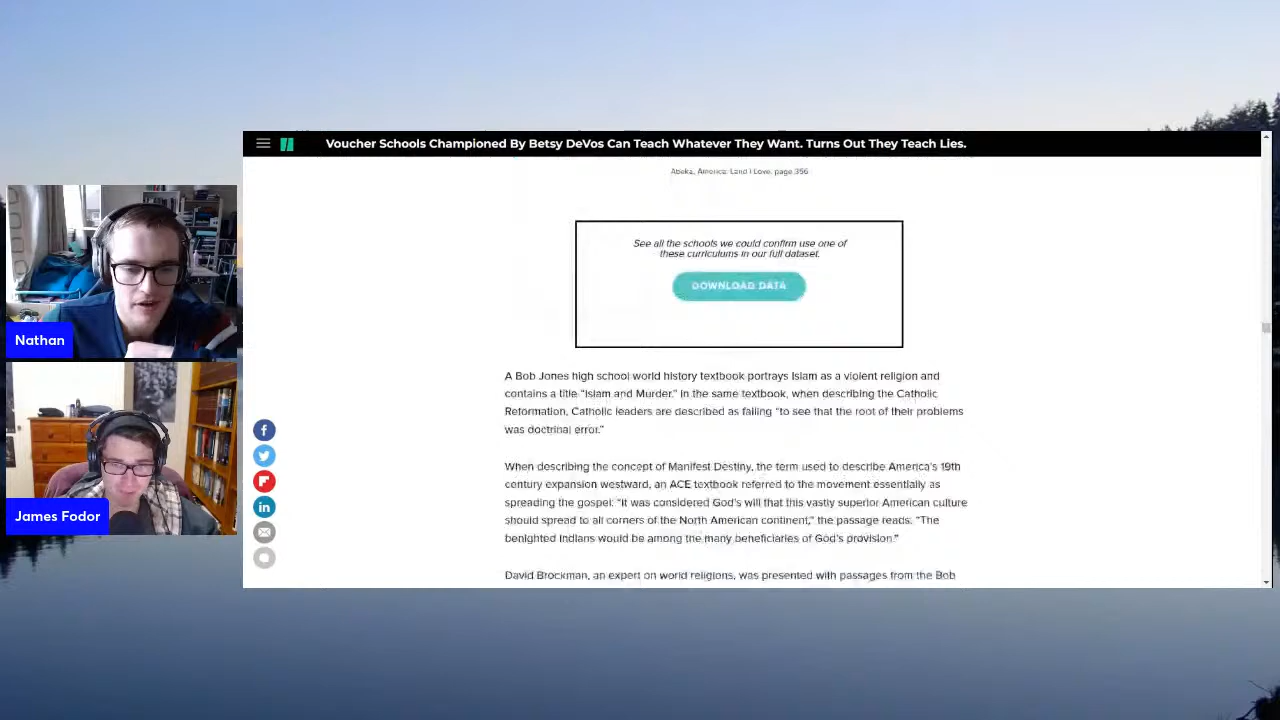 Voucher Schools Championed By Betsy DeVos Can Teach Whatever They Want. Turns Out They Teach Lies.
Abeka, America: Land I Love, page 356
See all the schools we could confirm use one of
these curriculums in our full dataset.
DOWNLOAD DATA
A Bob Jones high school world history textbook portrays Islam as a violent religion and
contains a title "Islam and Murder." In the same textbook, when describing the Catholic
Reformation, Catholic leaders are described as failing "to see that the root of their problems
was doctrinal error."
When describing the concept of Manifest Destiny, the term used to describe America's 19th
century expansion westward, an ACE textbook referred to the movement essentially as
spreading the gospel: "It was considered God's will that this vastly superior American culture
should spread to all corners of the North American continent," the passage reads. "The
benighted Indians would be among the many beneficiaries of God's provision."
David Brockman, an expert on world religions, was presented with passages from the Bob
Nathan
James Fodor